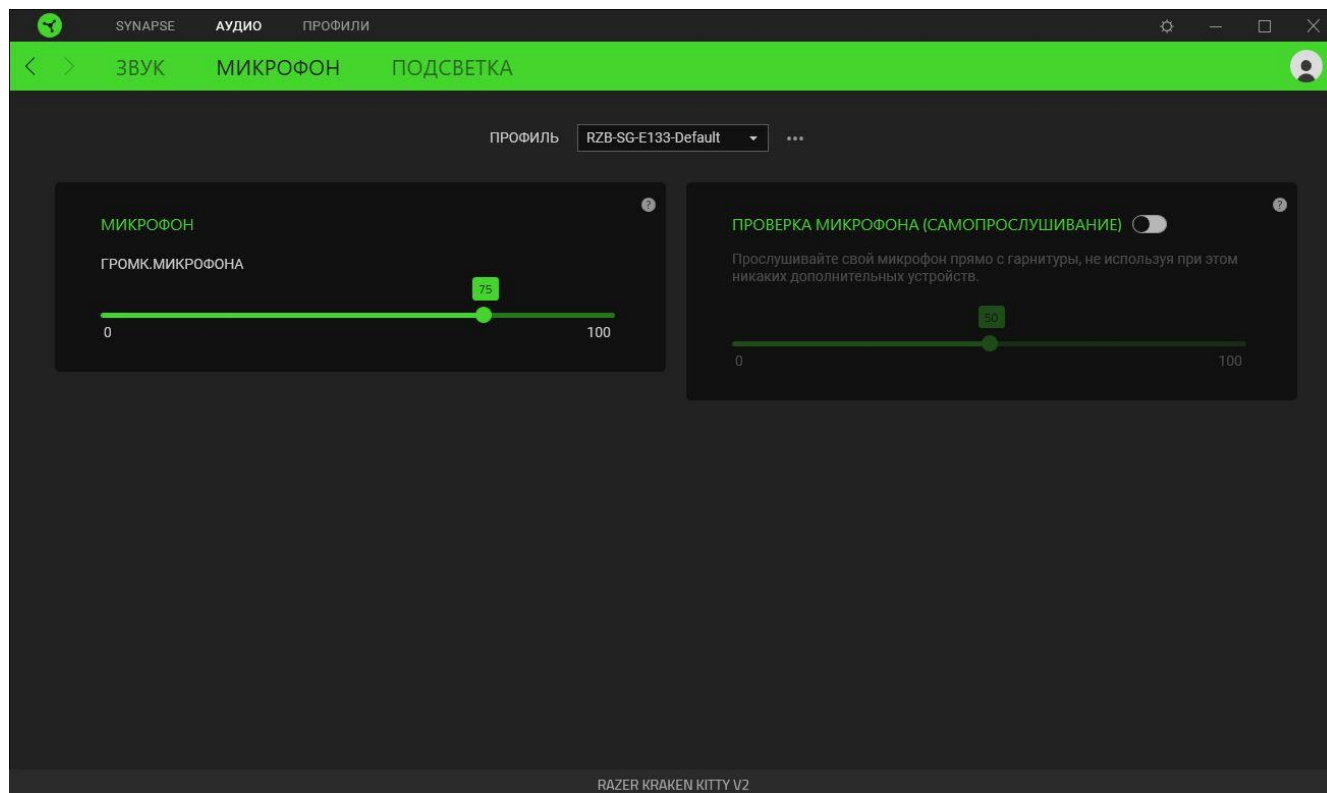 SYNAPSE АУДИО ПРОФИЛИ
ЗВУК МИКРОФОН ПОДСВЕТКА
ПРОФИЛЬ RZB-SG-E133-Default
МИКРОФОН
ГРОМК.МИКРОФОНА
75
0 100
ПРОВЕРКА МИКРОФОНА (САМОПРОСЛУШИВАНИЕ)
Прослушивайте свой микрофон прямо с гарнитуры, не используя при этом
никаких дополнительных устройств.
50
0 100
RAZER KRAKEN KITTY V2